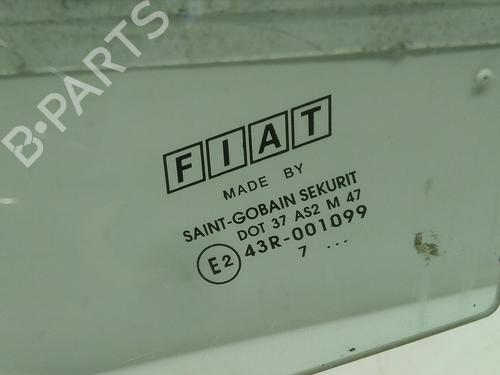 B-PARTS
FIAT
MADE BY
SAINT-GOBAIN SEKURIT
DOT 37 AS2 M 47
E2 43R-001099
7 ...